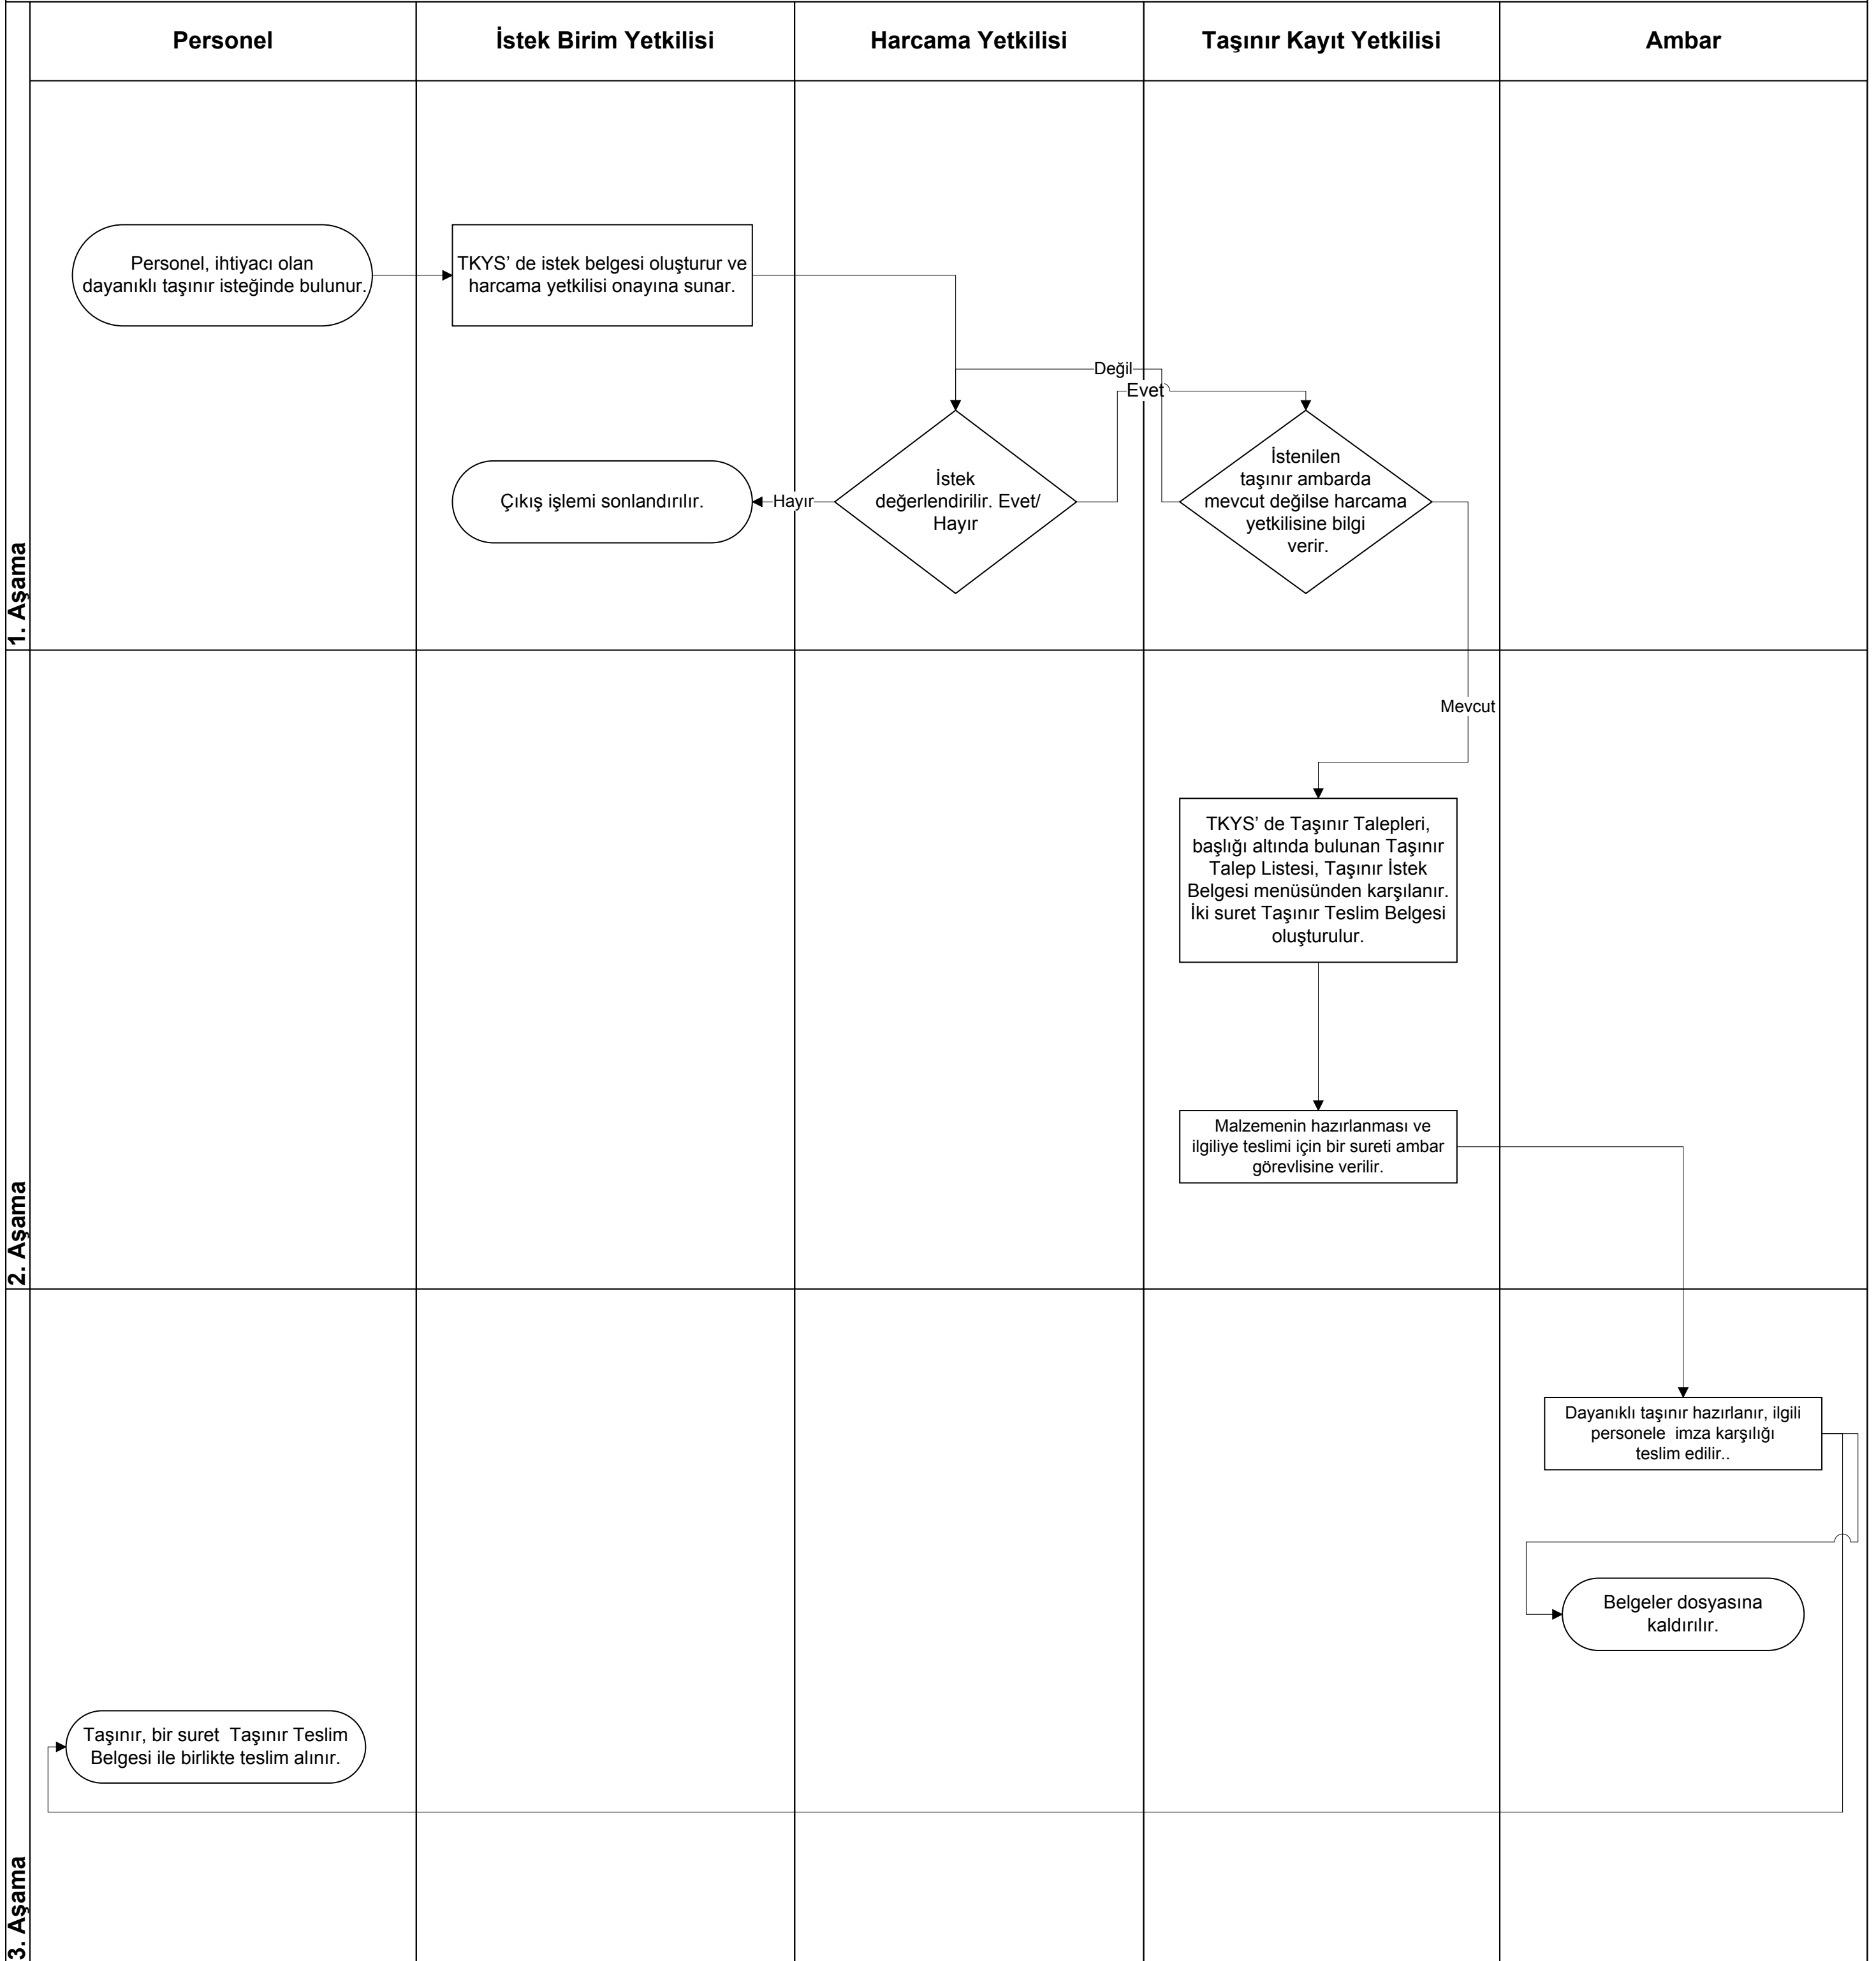 Personel
İstek Birim Yetkilisi
Harcama Yetkilisi
Taşınır Kayıt Yetkilisi
Ambar
1. Aşama
Personel, ihtiyacı olan
dayanıklı taşınır isteğinde bulunur.
TKYS’ de istek belgesi oluşturur ve
harcama yetkilisi onayına sunar.
Değil
Evet
Çıkış işlemi sonlandırılır.
Hayır
İstek
değerlendirilir. Evet/
Hayır
İstenilen
taşınır ambarda
mevcut değilse harcama
yetkilisine bilgi
verir.
2. Aşama
Mevcut
TKYS’ de Taşınır Talepleri,
başlığı altında bulunan Taşınır
Talep Listesi, Taşınır İstek
Belgesi menüsünden karşılanır.
İki suret Taşınır Teslim Belgesi
oluşturulur.
Malzemenin hazırlanması ve
ilgiliye teslimi için bir sureti ambar
görevlisine verilir.
3. Aşama
Dayanıklı taşınır hazırlanır, ilgili
personele  imza karşılığı
teslim edilir..
Belgeler dosyasına
kaldırılır.
Taşınır, bir suret  Taşınır Teslim
Belgesi ile birlikte teslim alınır.